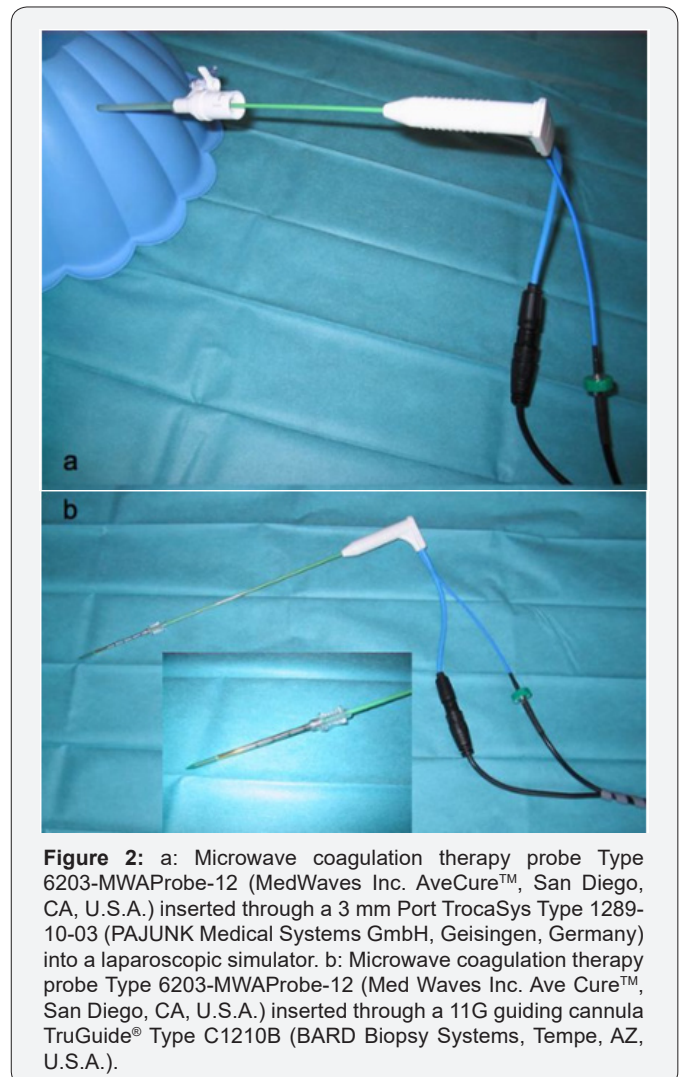 a
b
Figure 2: a: Microwave coagulation therapy probe Type
6203-MWAProbe-12 (MedWaves Inc. AveCure™, San Diego,
CA, U.S.A.) inserted through a 3 mm Port TrocaSys Type 1289-
10-03 (PAJUNK Medical Systems GmbH, Geisingen, Germany)
into a laparoscopic simulator. b: Microwave coagulation therapy
probe Type 6203-MWAProbe-12 (Med Waves Inc. Ave Cure™,
San Diego, CA, U.S.A.) inserted through a 11G guiding cannula
TruGuide® Type C1210B (BARD Biopsy Systems, Tempe, AZ,
U.S.A.).